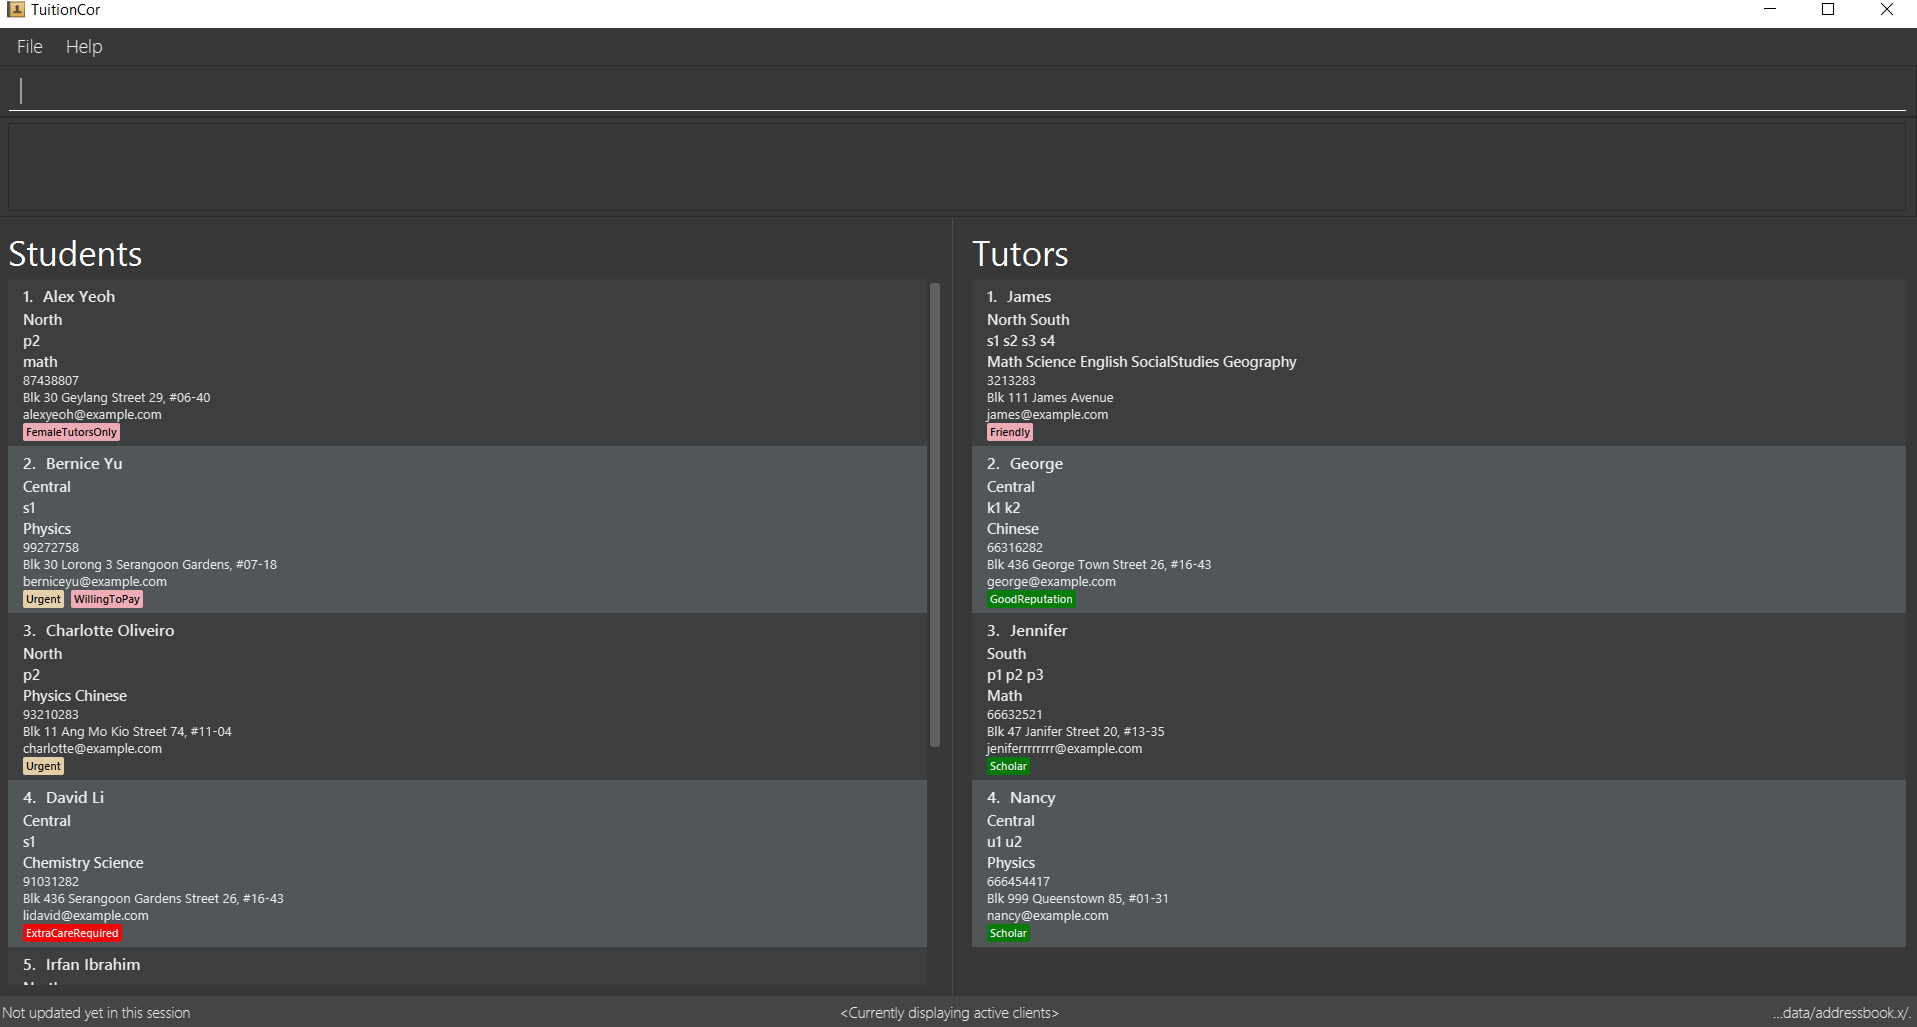 TuitionCor
File Help
Students
1. Alex Yeoh
North
p2
math
87438807
Blk 30 Geylang Street 29, #06-40
alexyeoh@example.com
FemaleTutorsOnly
2. Bernice Yu
Central
s1
Physics
99272758
Blk 30 Lorong 3 Serangoon Gardens, #07-18
berniceyu@example.com
Urgent WillingToPay
3. Charlotte Oliveiro
North
p2
Physics Chinese
93210283
Blk 11 Ang Mo Kio Street 74, #11-04
charlotte@example.com
Urgent
4. David Li
Central
s1
Chemistry Science
91031282
Blk 436 Serangoon Gardens Street 26, #16-43
lidavid@example.com
ExtraCareRequired
5. Irfan Ibrahim
Tutors
1. James
North South
s1 s2 s3 s4
Math Science English SocialStudies Geography
3213283
Blk 111 James Avenue
james@example.com
Friendly
2. George
Central
k1 k2
Chinese
66316282
Blk 436 George Town Street 26, #16-43
george@example.com
GoodReputation
3. Jennifer
South
p1 p2 p3
Math
66632521
Blk 47 Janifer Street 20, #13-35
jeniferrrrrrrr@example.com
Scholar
4. Nancy
Central
u1 u2
Physics
666454417
Blk 999 Queenstown 85, #01-31
nancy@example.com
Scholar
Not updated yet in this session
<Currently displaying active clients>
...data/addressbook.x/.